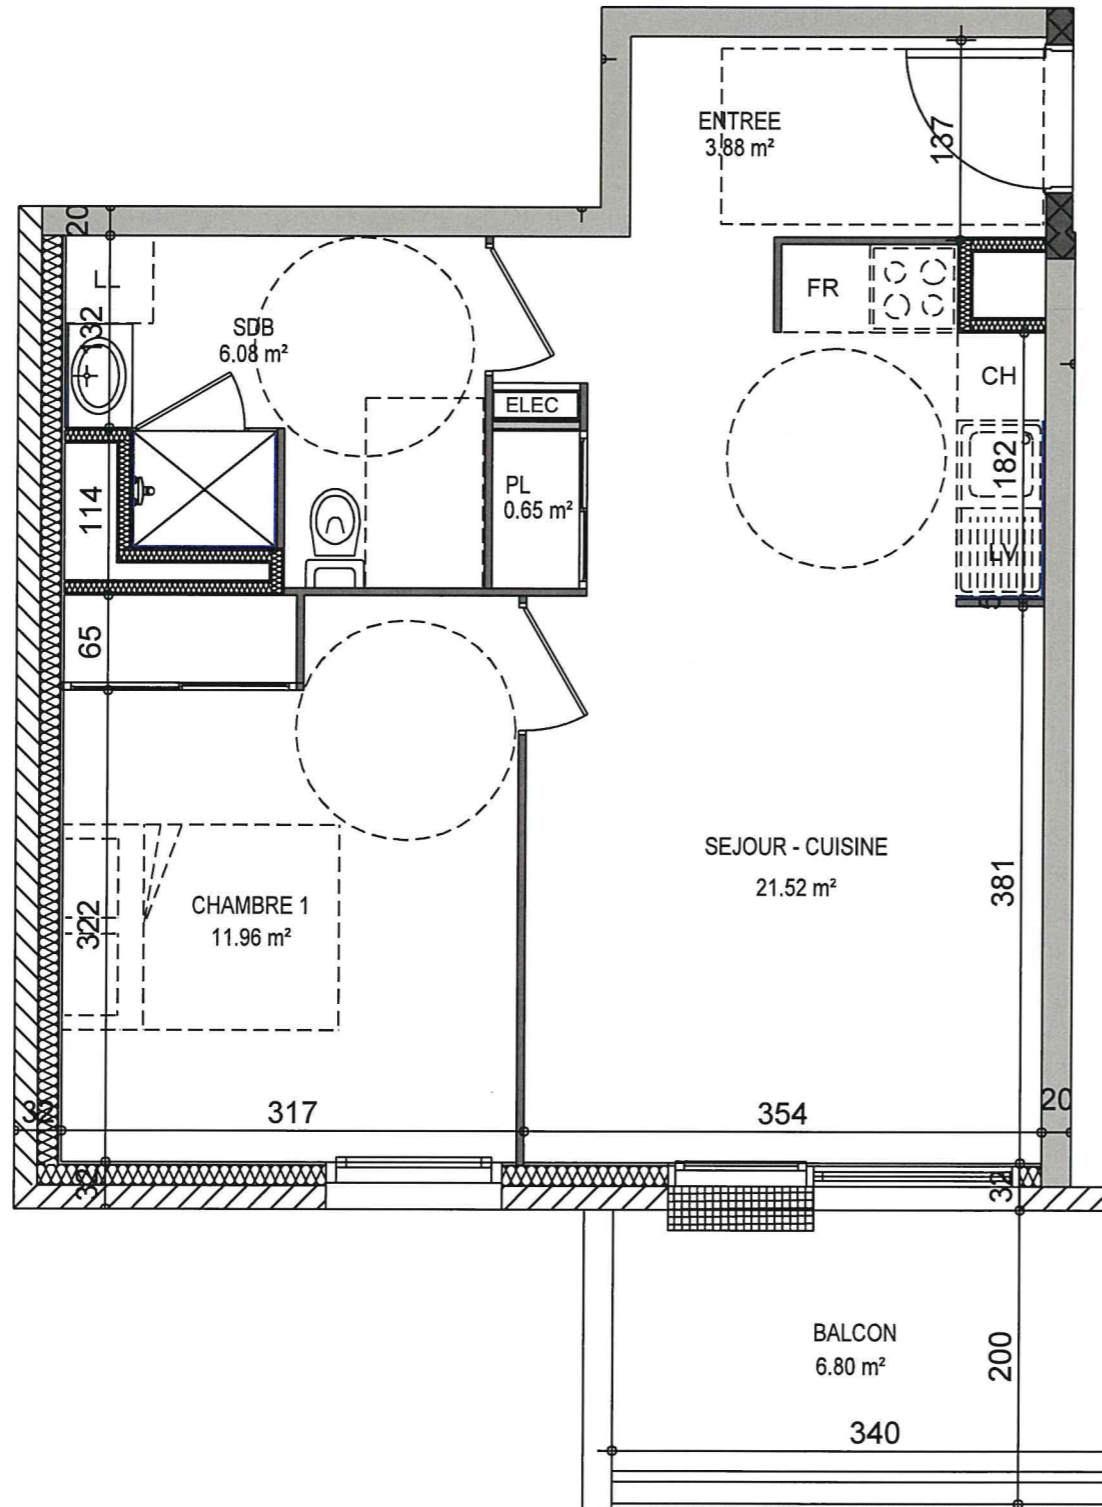 ENTREE
3.88 m²
137
20
L
132
SDB
6.08 m²
FR
CH
ELEC
PL
0.65 m²
182
114
LV
5
65
SEJOUR - CUISINE
21.52 m²
381
CHAMBRE 1
11.96 m²
322
32
317
354
20
32
32
BALCON
6.80 m²
200
340